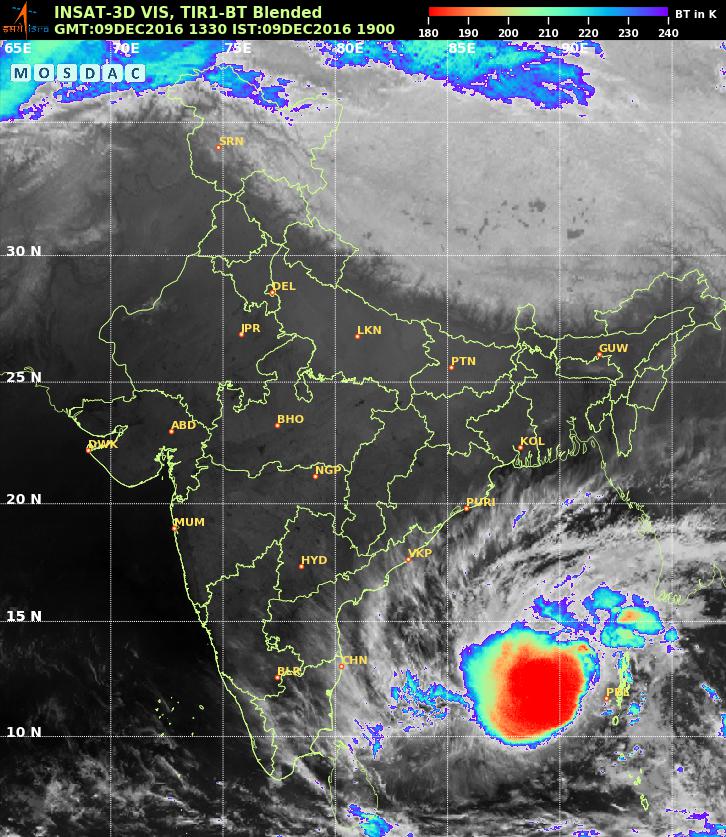 INSAT-3D VIS, TIR1-BT Blended
GMT:09DEC2016 1330 IST:09DEC2016 1900
BT in K
180 190 200 210 220 230 240
65E 70E 75E 80E 85E 90E
MOSDAC
SRN
30 N
DEL
JPR
LKN
GUW
PTN
25 N
ABD
BHO
DWK
KOL
NGP
20 N
PURI
MUM
VKP
HYD
15 N
CHN
BLR
10 N